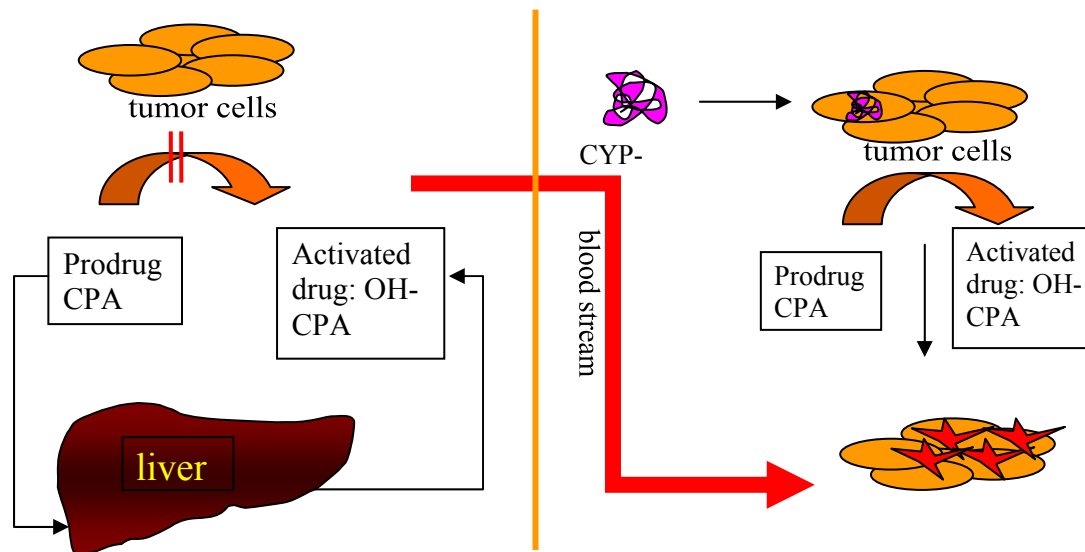 tumor cells
Prodrug
CPA
Activated
drug: OH-
CPA
liver
CYP-
blood stream
tumor cells
Prodrug
CPA
Activated
drug: OH-
CPA